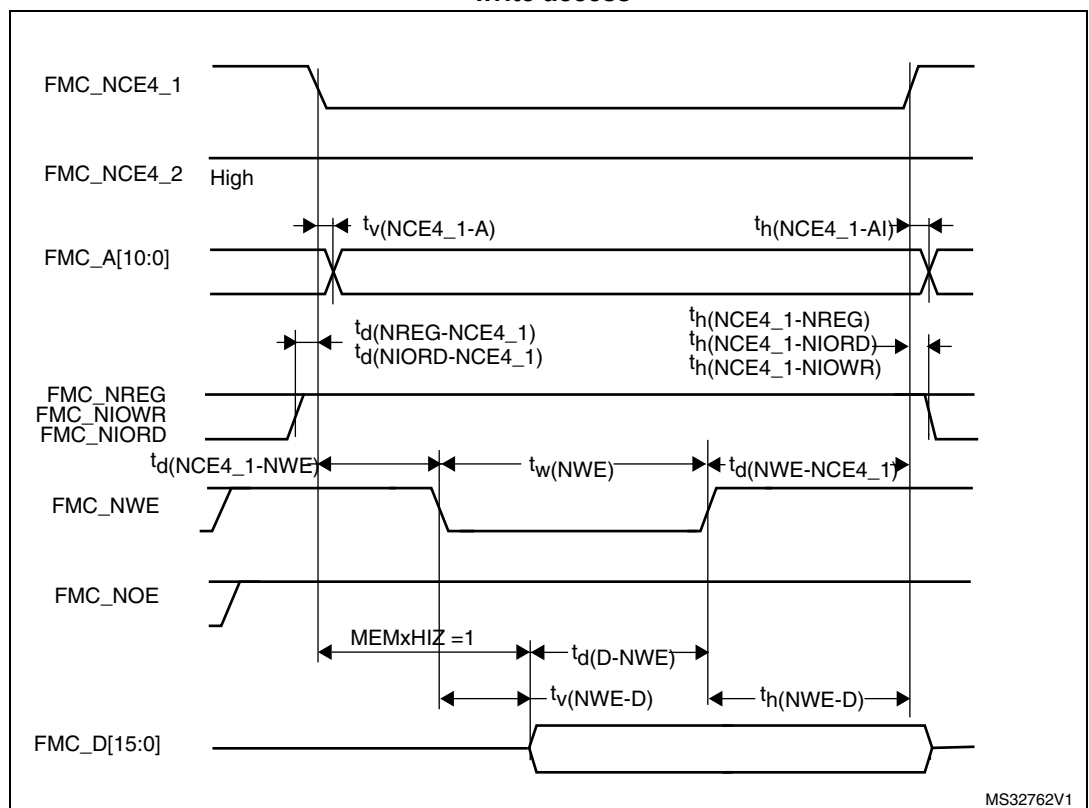 FMC_NCE4_1
FMC_NCE4_2 High
tv(NCE4_1-A)
th(NCE4_1-AI)
FMC_A[10:0]
td(NREG-NCE4_1)
td(NIORD-NCE4_1)
th(NCE4_1-NREG)
th(NCE4_1-NIORD)
th(NCE4_1-NIOWR)
FMC_NREG
FMC_NIOWR
FMC_NIORD
td(NCE4_1-NWE)
tw(NWE)
td(NWE-NCE4_1)
FMC_NWE
FMC_NOE
MEMxHIZ =1
td(D-NWE)
tv(NWE-D)
th(NWE-D)
FMC_D[15:0]
MS32762V1